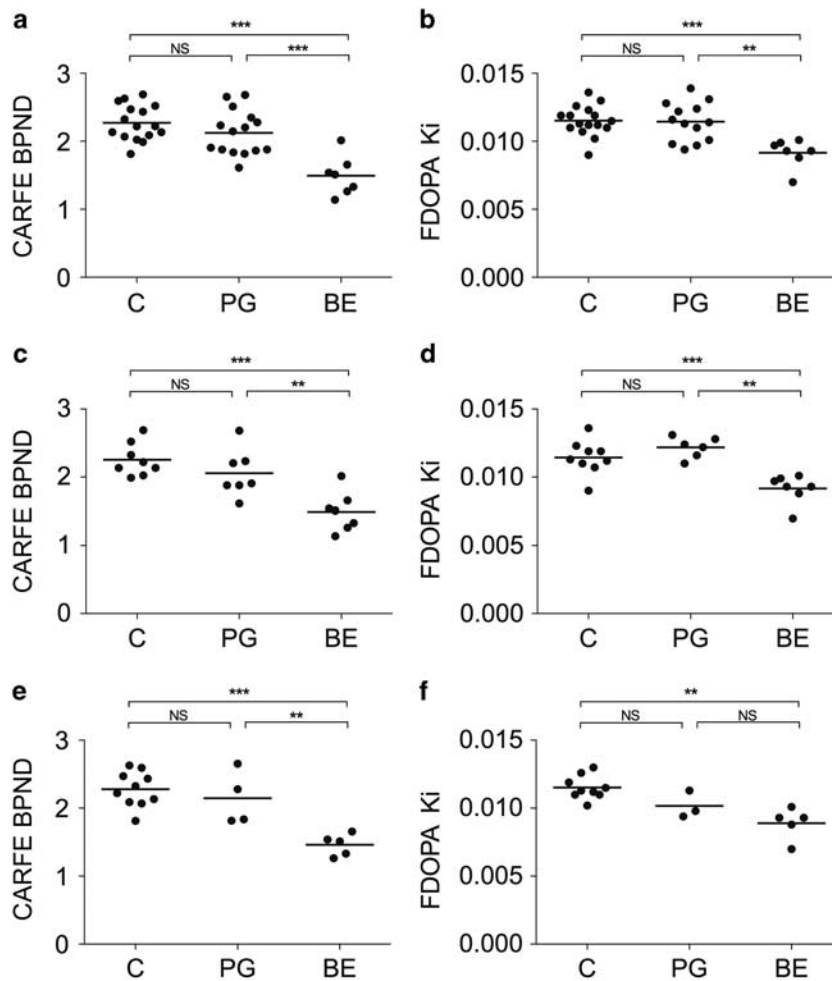 a
***
NS ***
3
2
1
0
CARFE BPND
C PG BE
b
***
NS **
0.015
0.010
0.005
0.000
FDOPA Ki
C PG BE
c
***
NS **
3
2
1
0
CARFE BPND
C PG BE
d
***
NS **
0.015
0.010
0.005
0.000
FDOPA Ki
C PG BE
e
***
NS **
3
2
1
0
CARFE BPND
C PG BE
f
**
NS NS
0.015
0.010
0.005
0.000
FDOPA Ki
C PG BE